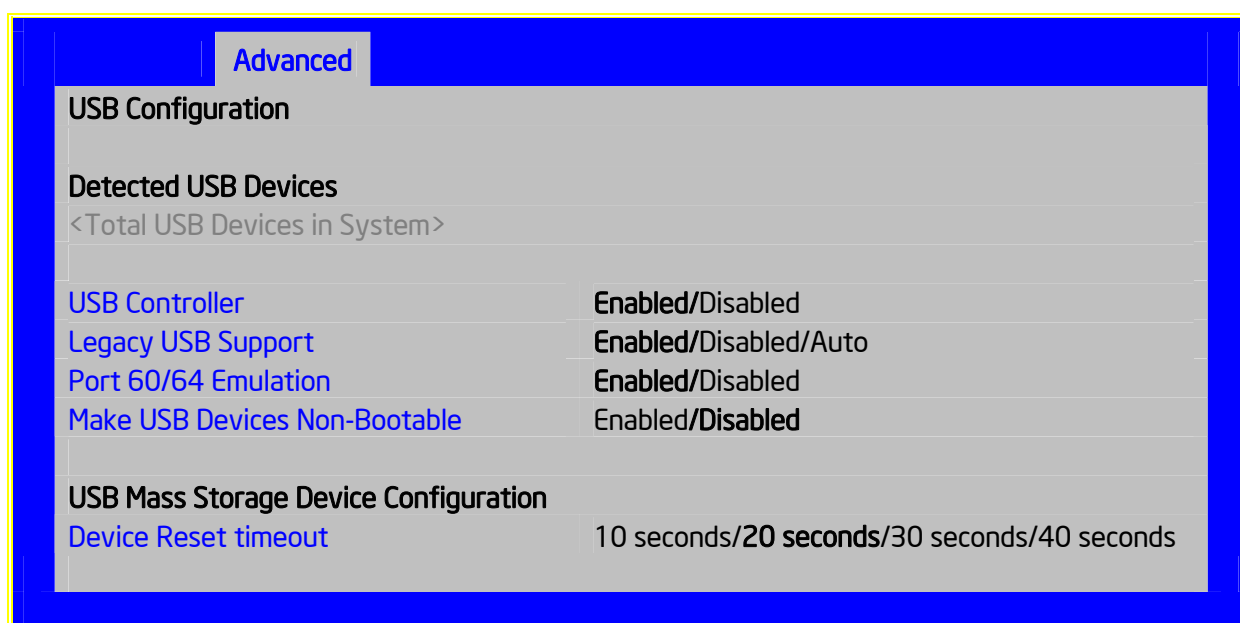 Advanced
USB Configuration
Detected USB Devices
<Total USB Devices in System>
USB Controller Enabled/Disabled
Legacy USB Support Enabled/Disabled/Auto
Port 60/64 Emulation Enabled/Disabled
Make USB Devices Non-Bootable Enabled/Disabled
USB Mass Storage Device Configuration
Device Reset timeout 10 seconds/20 seconds/30 seconds/40 seconds